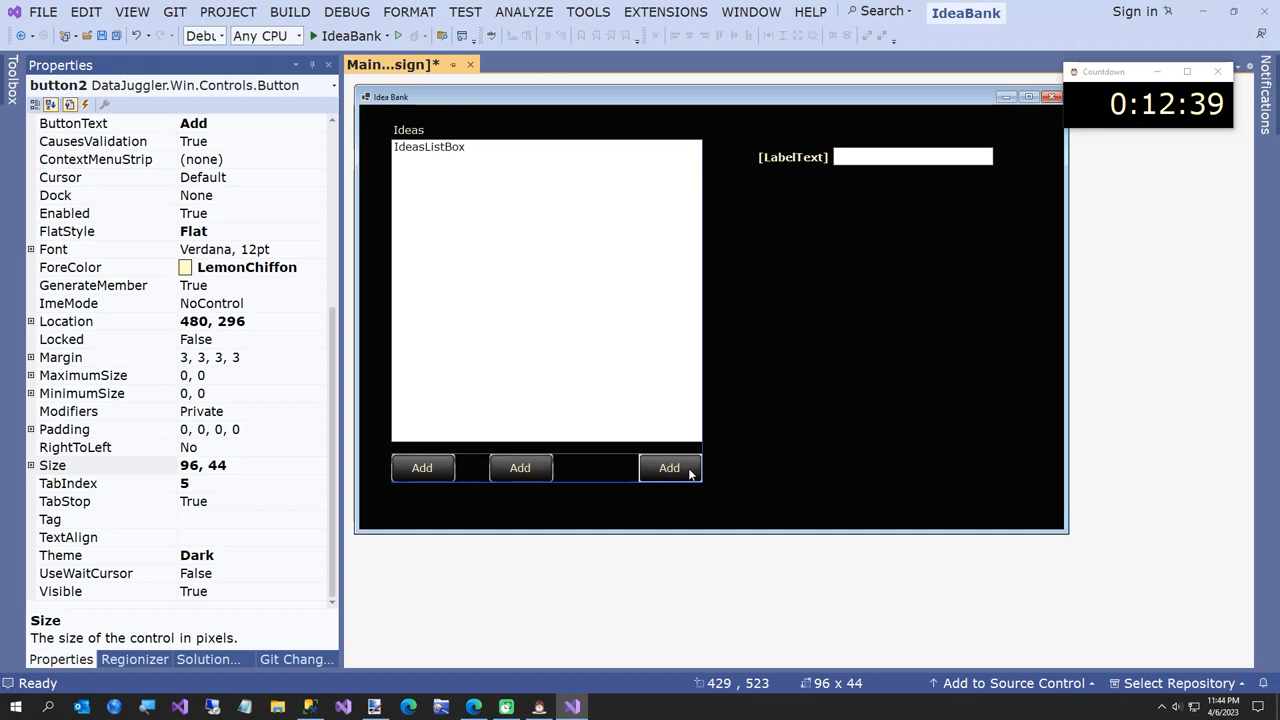 FILE EDIT VIEW GIT PROJECT BUILD DEBUG FORMAT TEST ANALYZE TOOLS EXTENSIONS WINDOW HELP Search IdeaBank Sign in
Debu Any CPU IdeaBank
Toolbox
Properties
button2 DataJuggler.Win.Controls.Button
ButtonText Add
CausesValidation True
ContextMenuStrip (none)
Cursor Default
Dock None
Enabled True
FlatStyle Flat
Font Verdana, 12pt
ForeColor LemonChiffon
GenerateMember True
ImeMode NoControl
Location 480, 296
Locked False
Margin 3, 3, 3, 3
MaximumSize 0, 0
MinimumSize 0, 0
Modifiers Private
Padding 0, 0, 0, 0
RightToLeft No
Size 96, 44
TabIndex 5
TabStop True
Tag
TextAlign
Theme Dark
UseWaitCursor False
Visible True
Size
The size of the control in pixels.
Properties Regionizer Solution... Git Chang...
Main...sign]*
Idea Bank
Ideas
IdeasListBox
[LabelText]
Add Add Add
Countdown
0:12:39
Notifications
Ready 429 , 523 96 x 44 Add to Source Control Select Repository
11:44 PM
4/6/2023